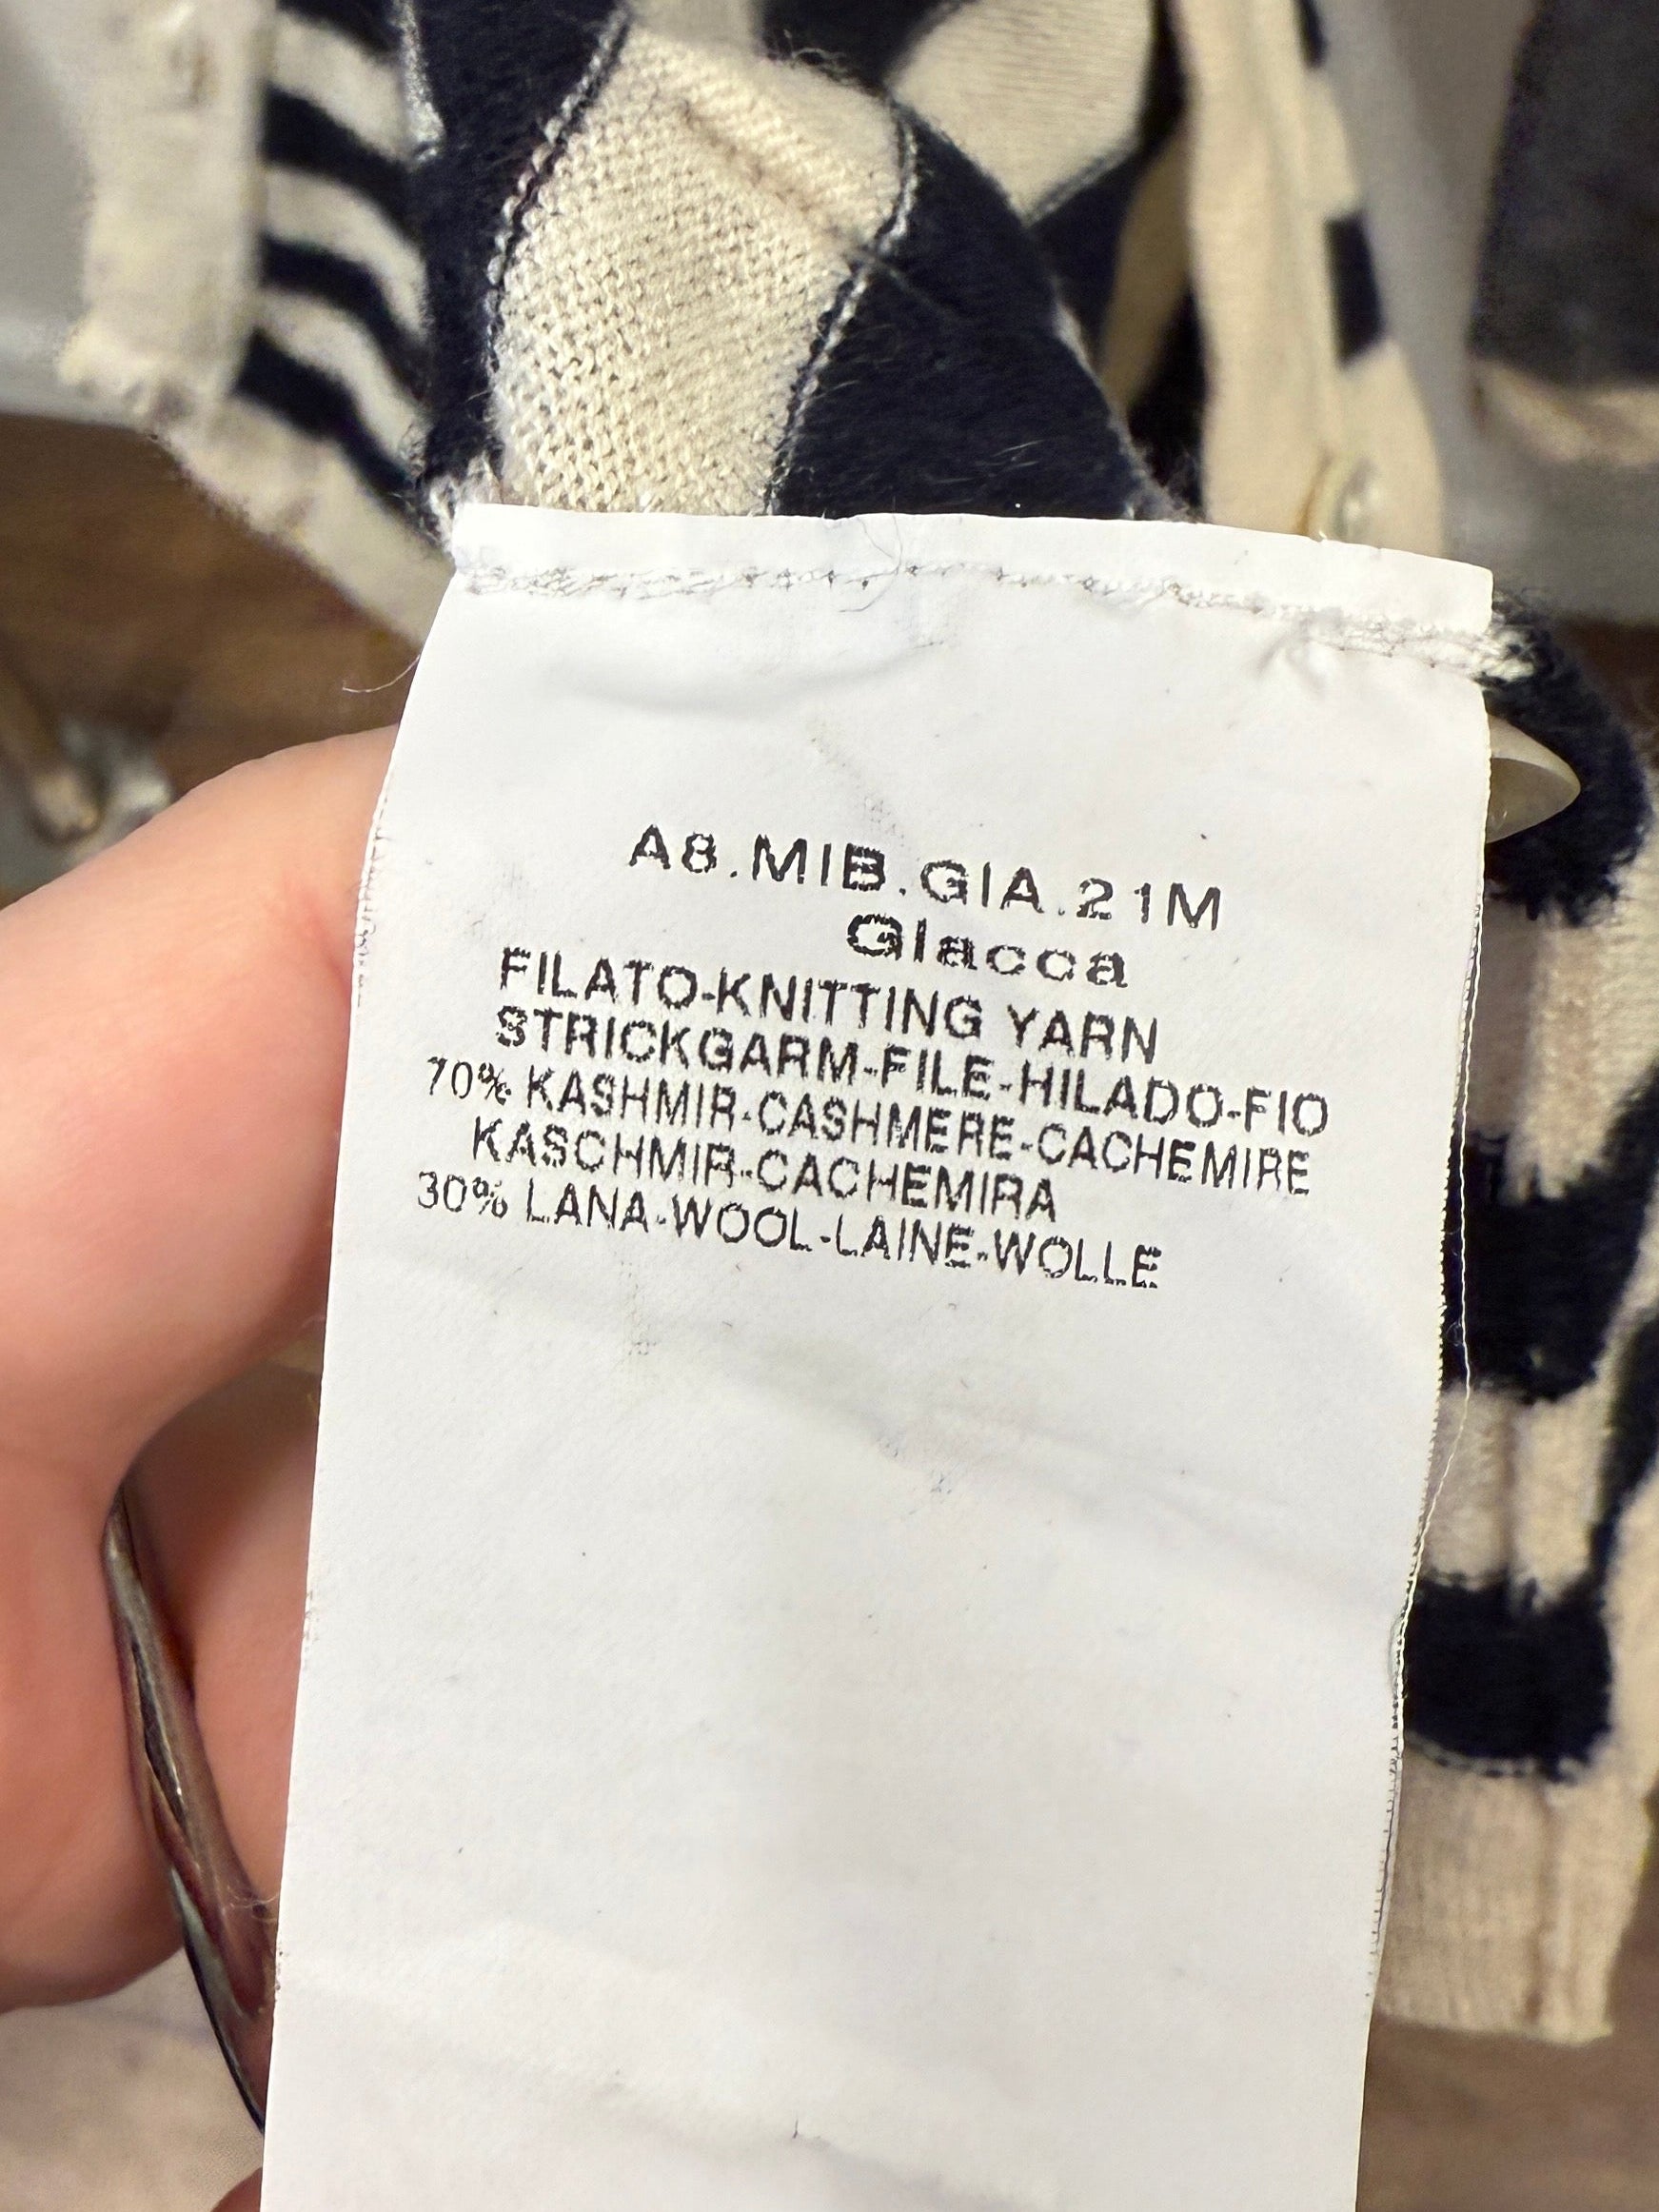 A8.MIB.GIA.21M
Giacca
FILATO-KNITTING YARN
STRICKGARM-FILE-HILADO-FIO
70% KASHMIR-CASHMERE-CACHEMIRE
KASCHMIR-CACHEMIRA
30% LANA-WOOL-LAINE-WOLLE